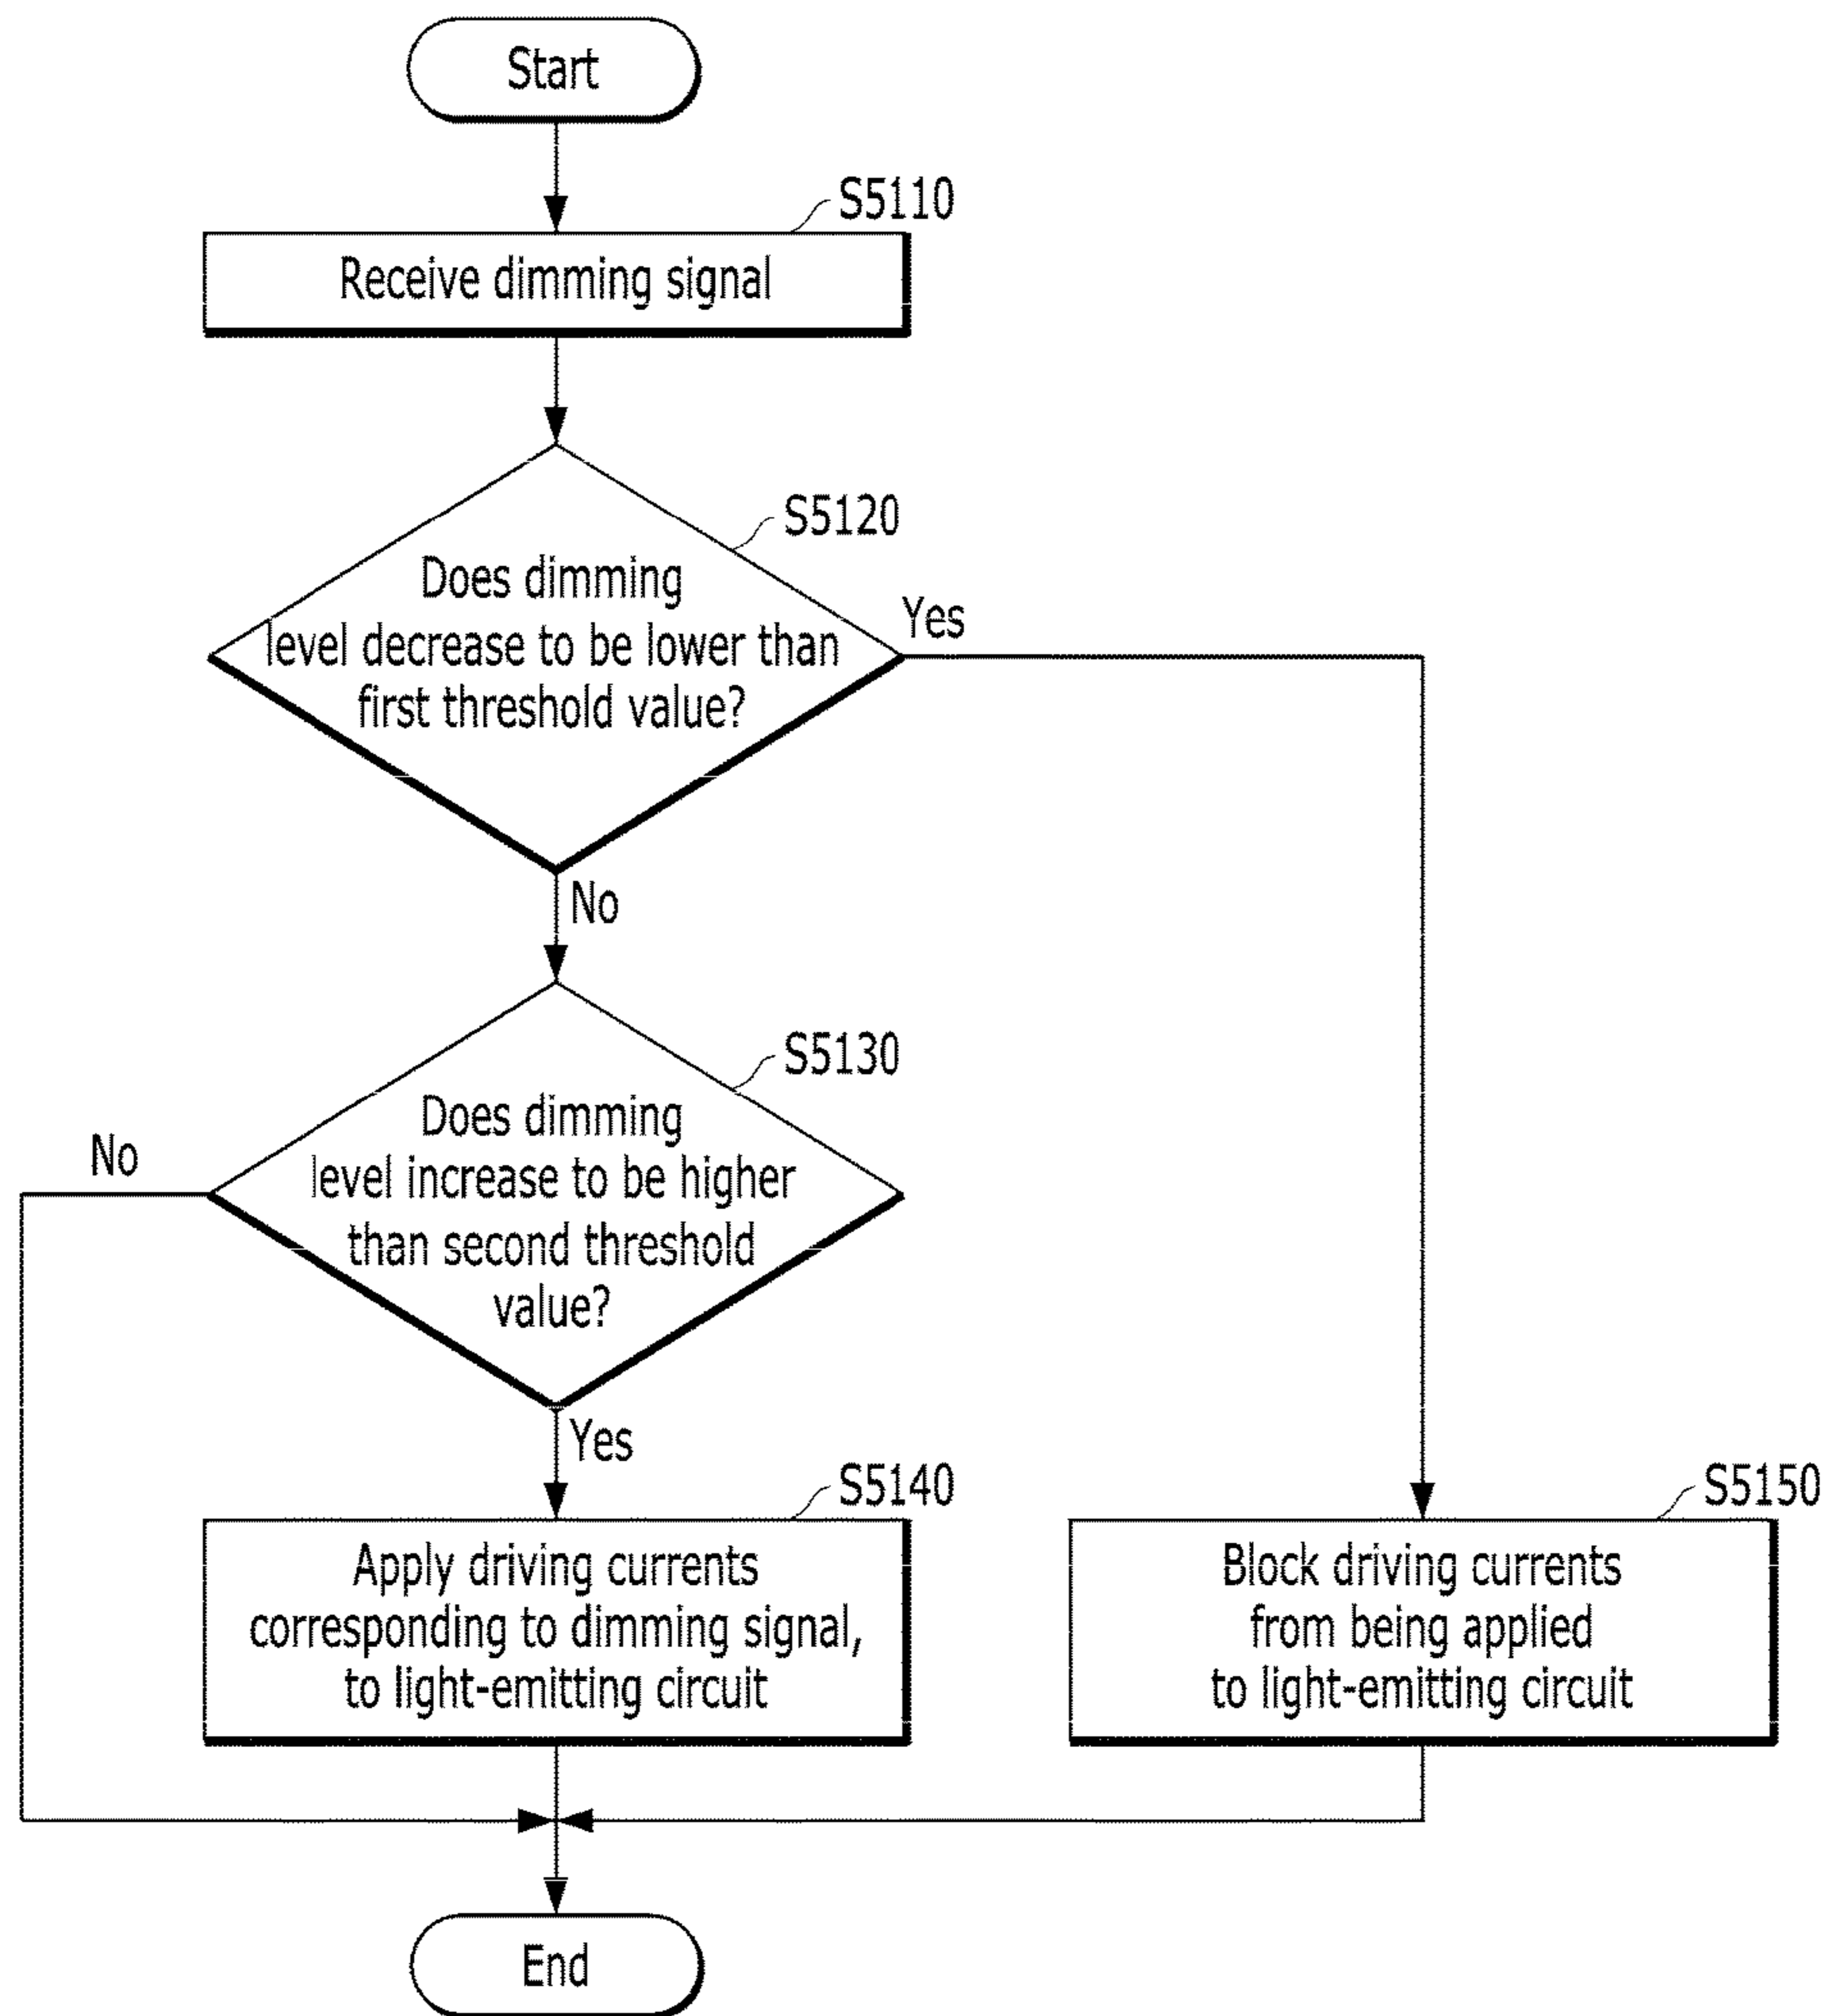 Start
S5110
Receive dimming signal
S5120
Does dimming
level decrease to be lower than
first threshold value?
Yes
No
S5130
Does dimming
level increase to be higher
than second threshold
value?
No
Yes
S5140
Apply driving currents
corresponding to dimming signal,
to light-emitting circuit
S5150
Block driving currents
from being applied
to light-emitting circuit
End